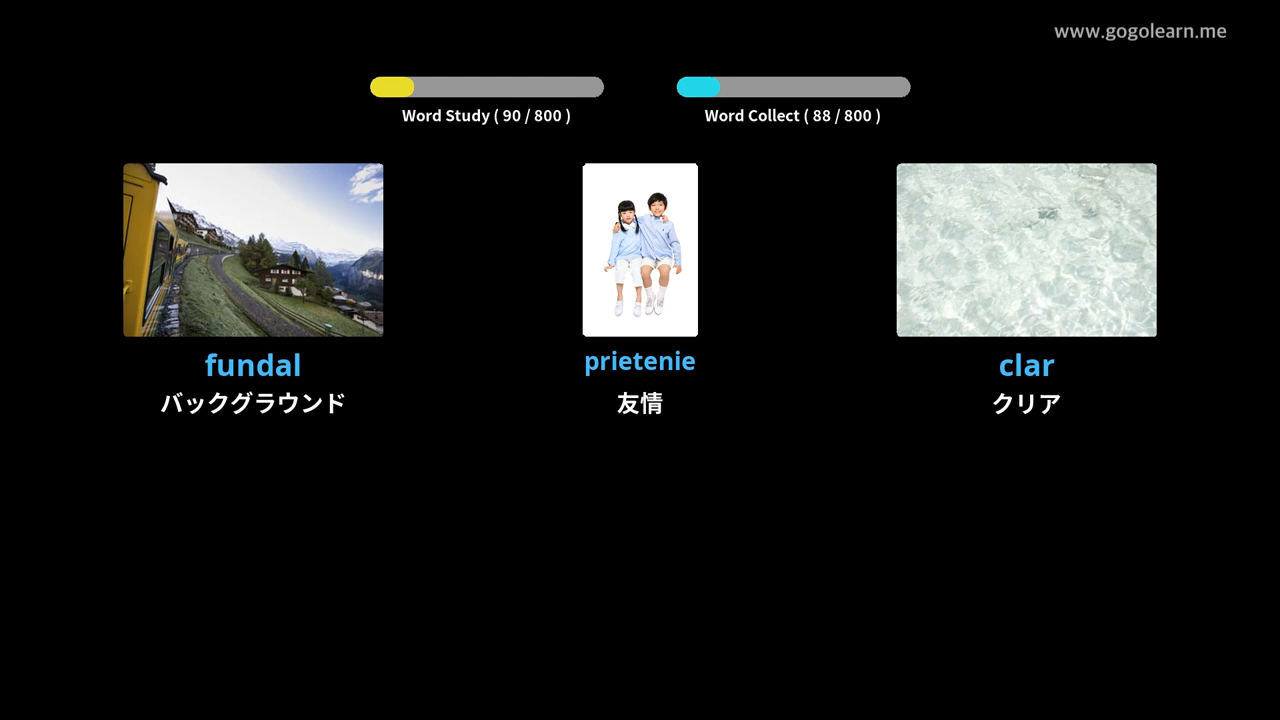 www.gogolearn.me
Word Study ( 90 / 800 )
Word Collect ( 88 / 800 )
fundal
バックグラウンド
prietenie
友情
clar
クリア